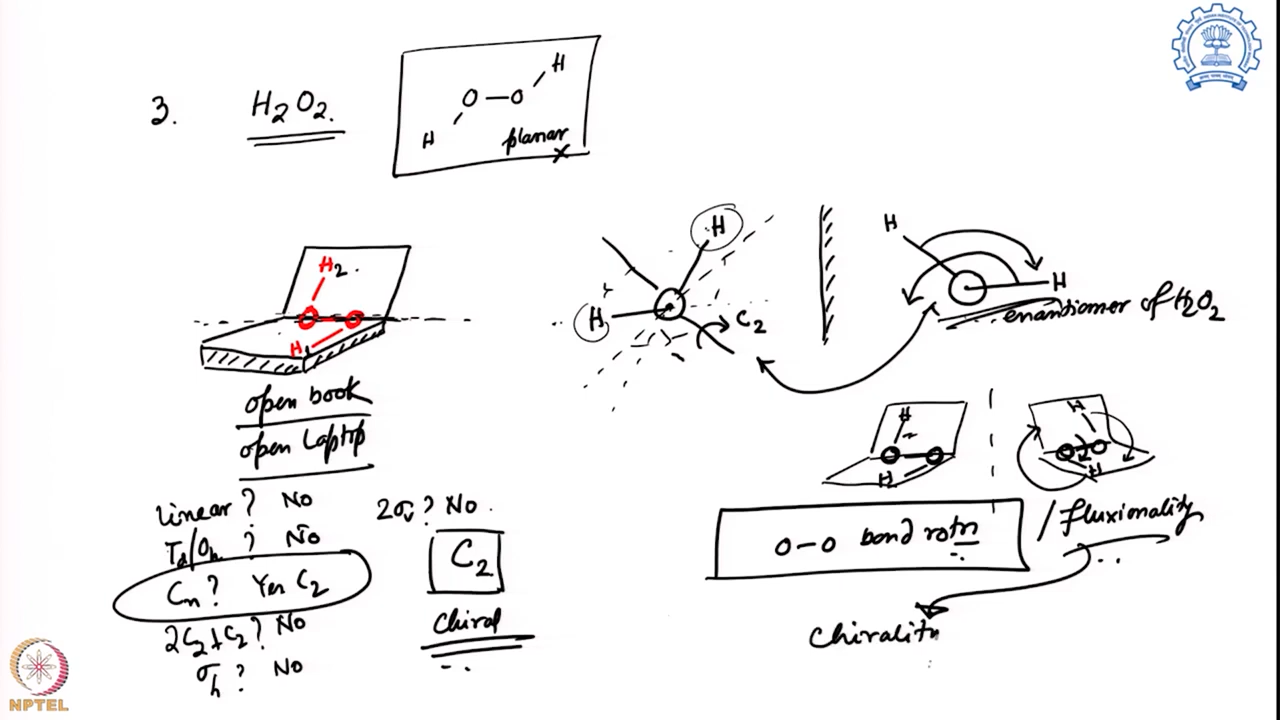 3. H2O2.
H
O — O
H
planar
H2
O O
H1
open book
open Laptop
linear? No
Td/Oh ? No
Cn? Yes C2
2C2 ⊥ C2? No
σh? No
2σv? No
C2
Chiral
H
H
C2
H
H
enantiomer of H2O2
H
H
H
H
O-O bond rotn / fluxionality
Chirality
NPTEL